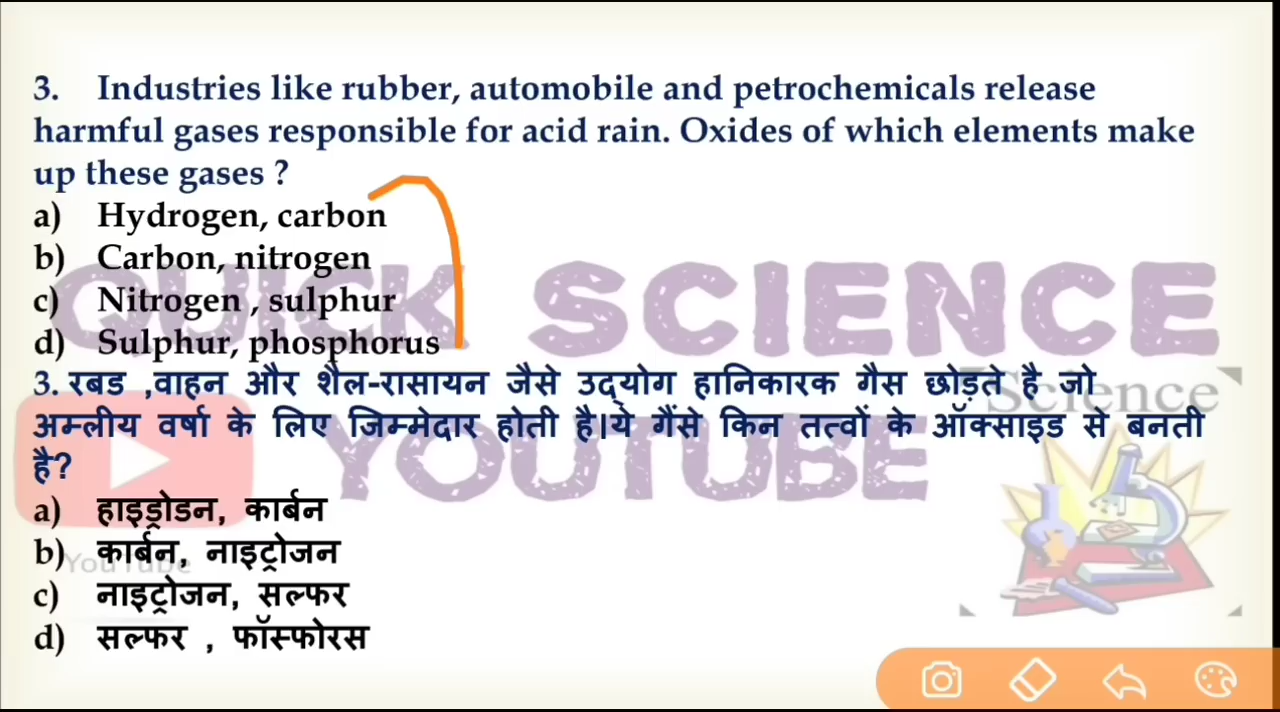 3. Industries like rubber, automobile and petrochemicals release
harmful gases responsible for acid rain. Oxides of which elements make
up these gases ?
a) Hydrogen, carbon
b) Carbon, nitrogen
c) Nitrogen , sulphur
d) Sulphur, phosphorus
QUICK SCIENCE
3. रबड ,वाहन और शैल-रासायन जैसे उद्योग हानिकारक गैस छोड़ते है जो
Science
अम्लीय वर्षा के लिए जिम्मेदार होती है।ये गैंसे किन तत्वों के ऑक्साइड से बनती
है?
YOUTUBE
a) हाइड्रोडन, कार्बन
b) कार्बन, नाइट्रोजन
YouTube
c) नाइट्रोजन, सल्फर
d) सल्फर , फॉस्फोरस